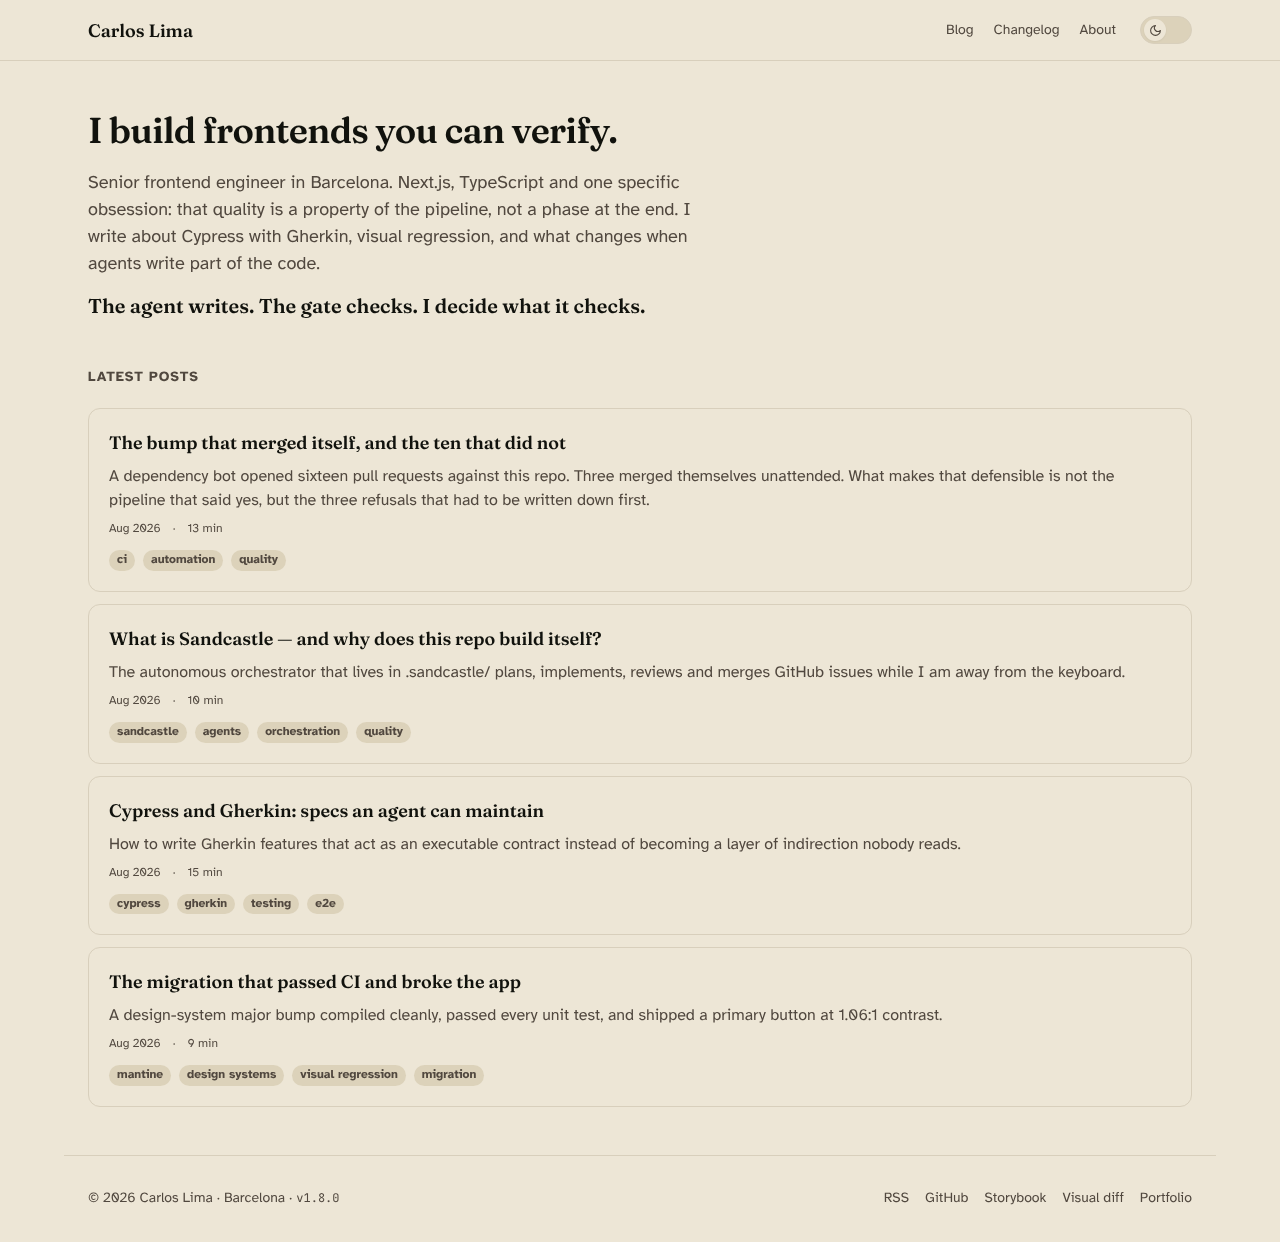 Carlos Lima
Blog Changelog About
I build frontends you can verify.
Senior frontend engineer in Barcelona. Next.js, TypeScript and one specific
obsession: that quality is a property of the pipeline, not a phase at the end. I
write about Cypress with Gherkin, visual regression, and what changes when
agents write part of the code.
The agent writes. The gate checks. I decide what it checks.
LATEST POSTS
The bump that merged itself, and the ten that did not
A dependency bot opened sixteen pull requests against this repo. Three merged themselves unattended. What makes that defensible is not the
pipeline that said yes, but the three refusals that had to be written down first.
Aug 2026 · 13 min
ci automation quality
What is Sandcastle — and why does this repo build itself?
The autonomous orchestrator that lives in .sandcastle/ plans, implements, reviews and merges GitHub issues while I am away from the keyboard.
Aug 2026 · 10 min
sandcastle agents orchestration quality
Cypress and Gherkin: specs an agent can maintain
How to write Gherkin features that act as an executable contract instead of becoming a layer of indirection nobody reads.
Aug 2026 · 15 min
cypress gherkin testing e2e
The migration that passed CI and broke the app
A design-system major bump compiled cleanly, passed every unit test, and shipped a primary button at 1.06:1 contrast.
Aug 2026 · 9 min
mantine design systems visual regression migration
© 2026 Carlos Lima · Barcelona · v1.8.0
RSS GitHub Storybook Visual diff Portfolio